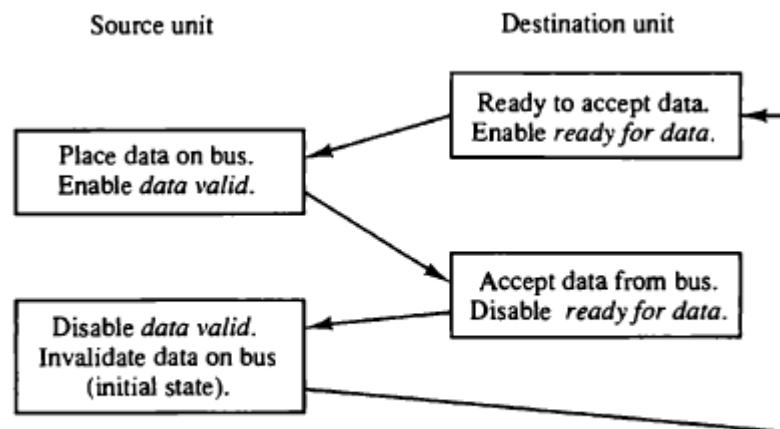 Source unit
Destination unit
Ready to accept data.
Enable ready for data.
Place data on bus.
Enable data valid.
Accept data from bus.
Disable ready for data.
Disable data valid.
Invalidate data on bus
(initial state).